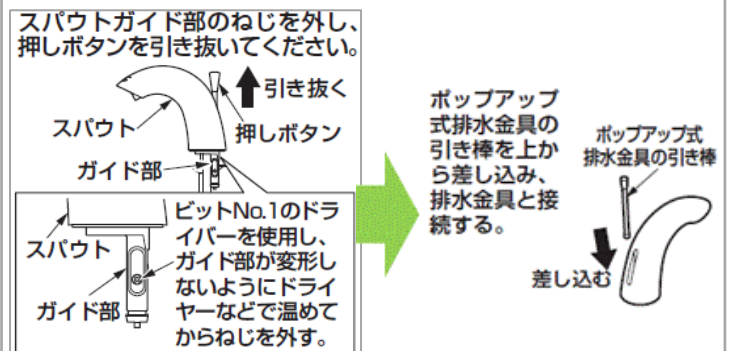 スパウトガイド部のねじを外し、
押しボタンを引き抜いてください。
引き抜く
スパウト
押しボタン
ガイド部
スパウト
ガイド部
ビットNo.1のドラ
イバーを使用し、
ガイド部が変形し
ないようにドライ
ヤーなどで温めて
からねじを外す。
ポップアップ
式排水金具の
引き棒を上か
ら差し込み、
排水金具と接
続する。
ポップアップ式
排水金具の引き棒
差し込む